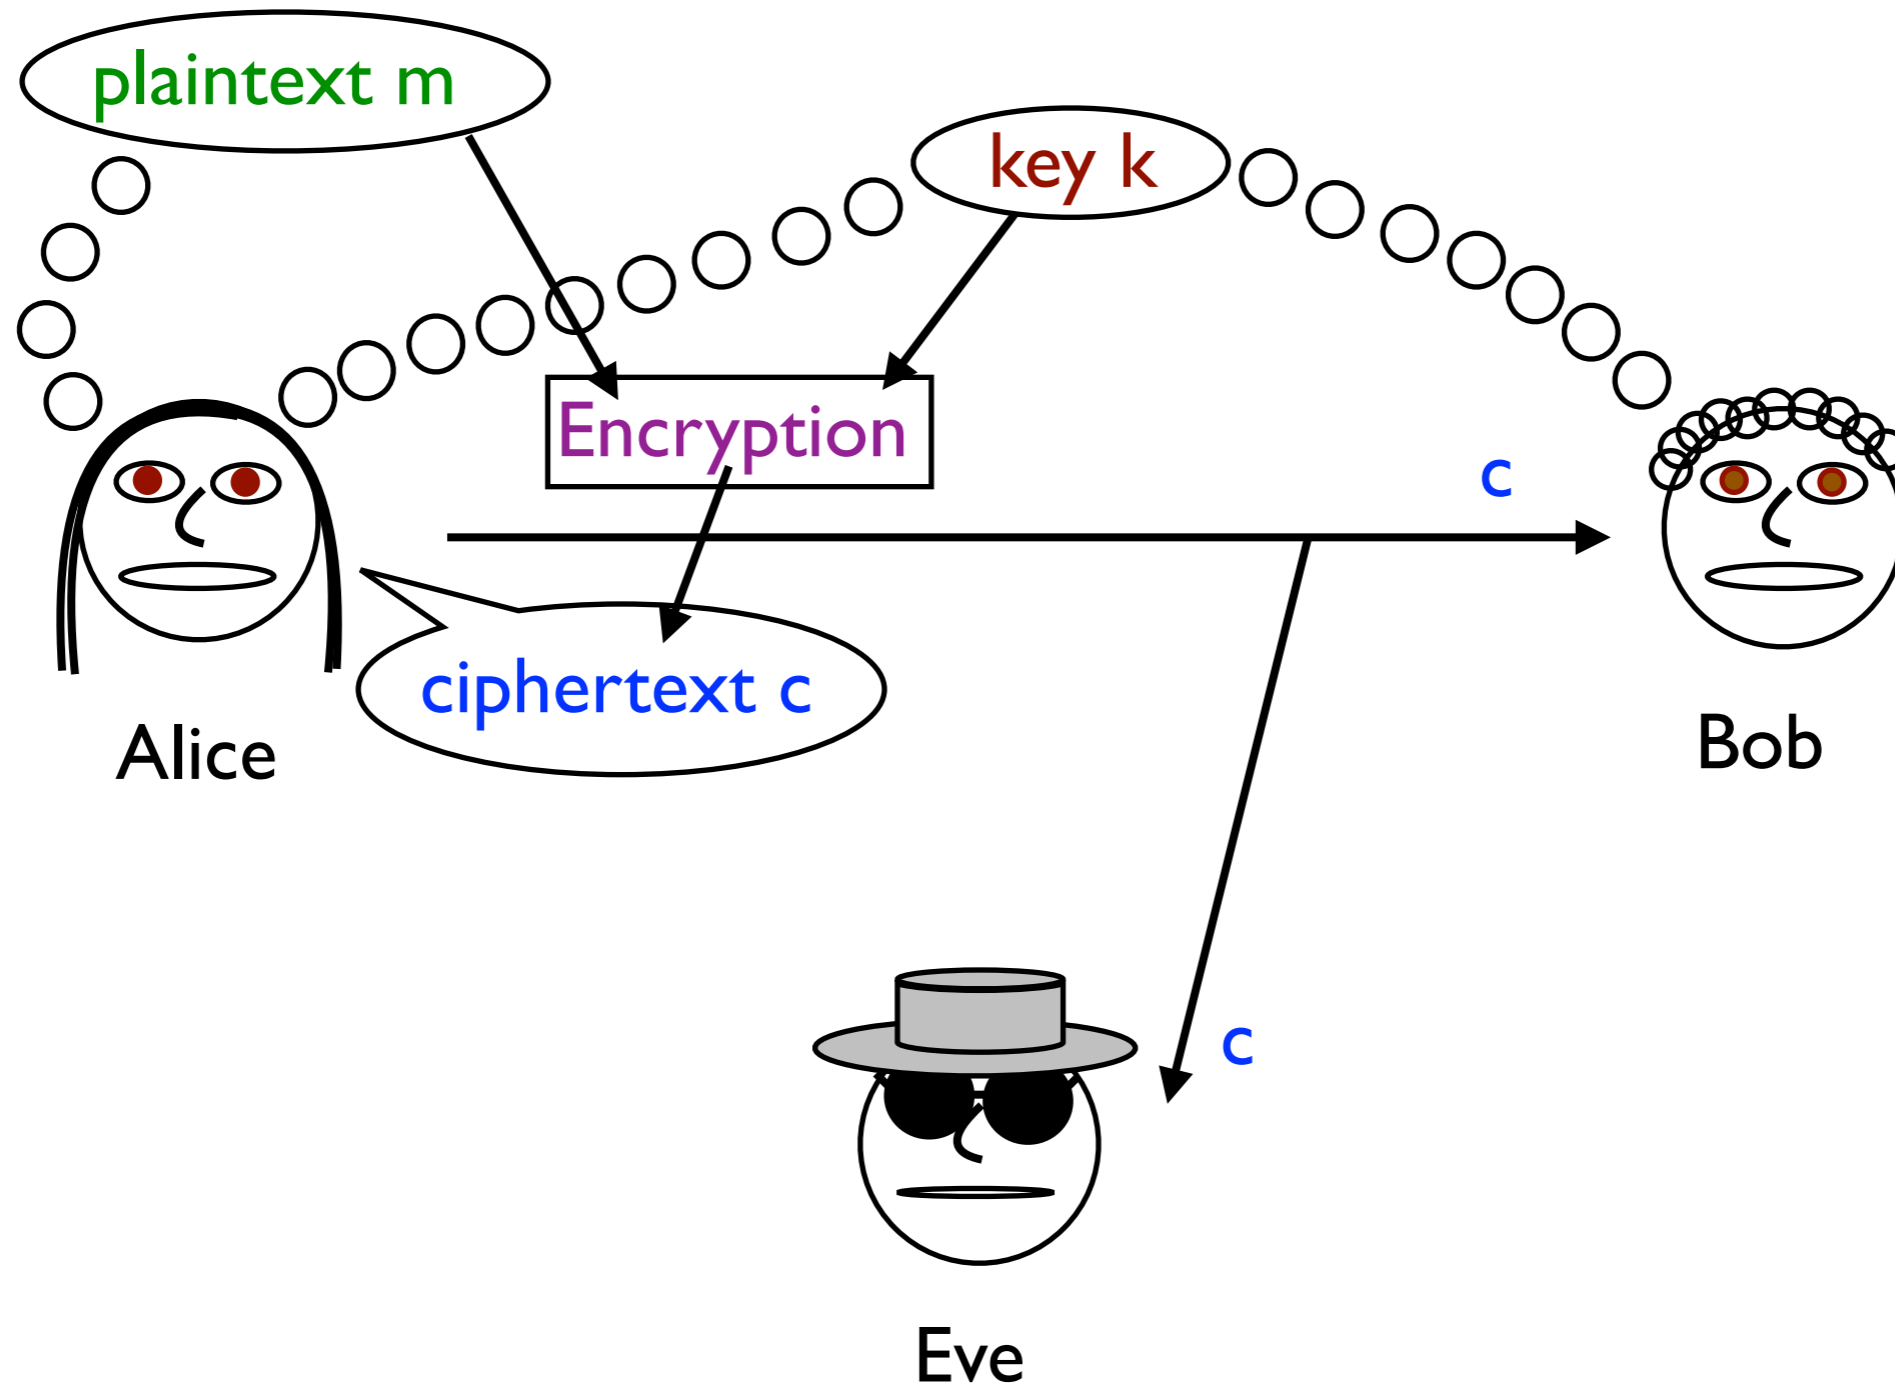 plaintext m
key k
Encryption
c
ciphertext c
Alice
Bob
c
Eve